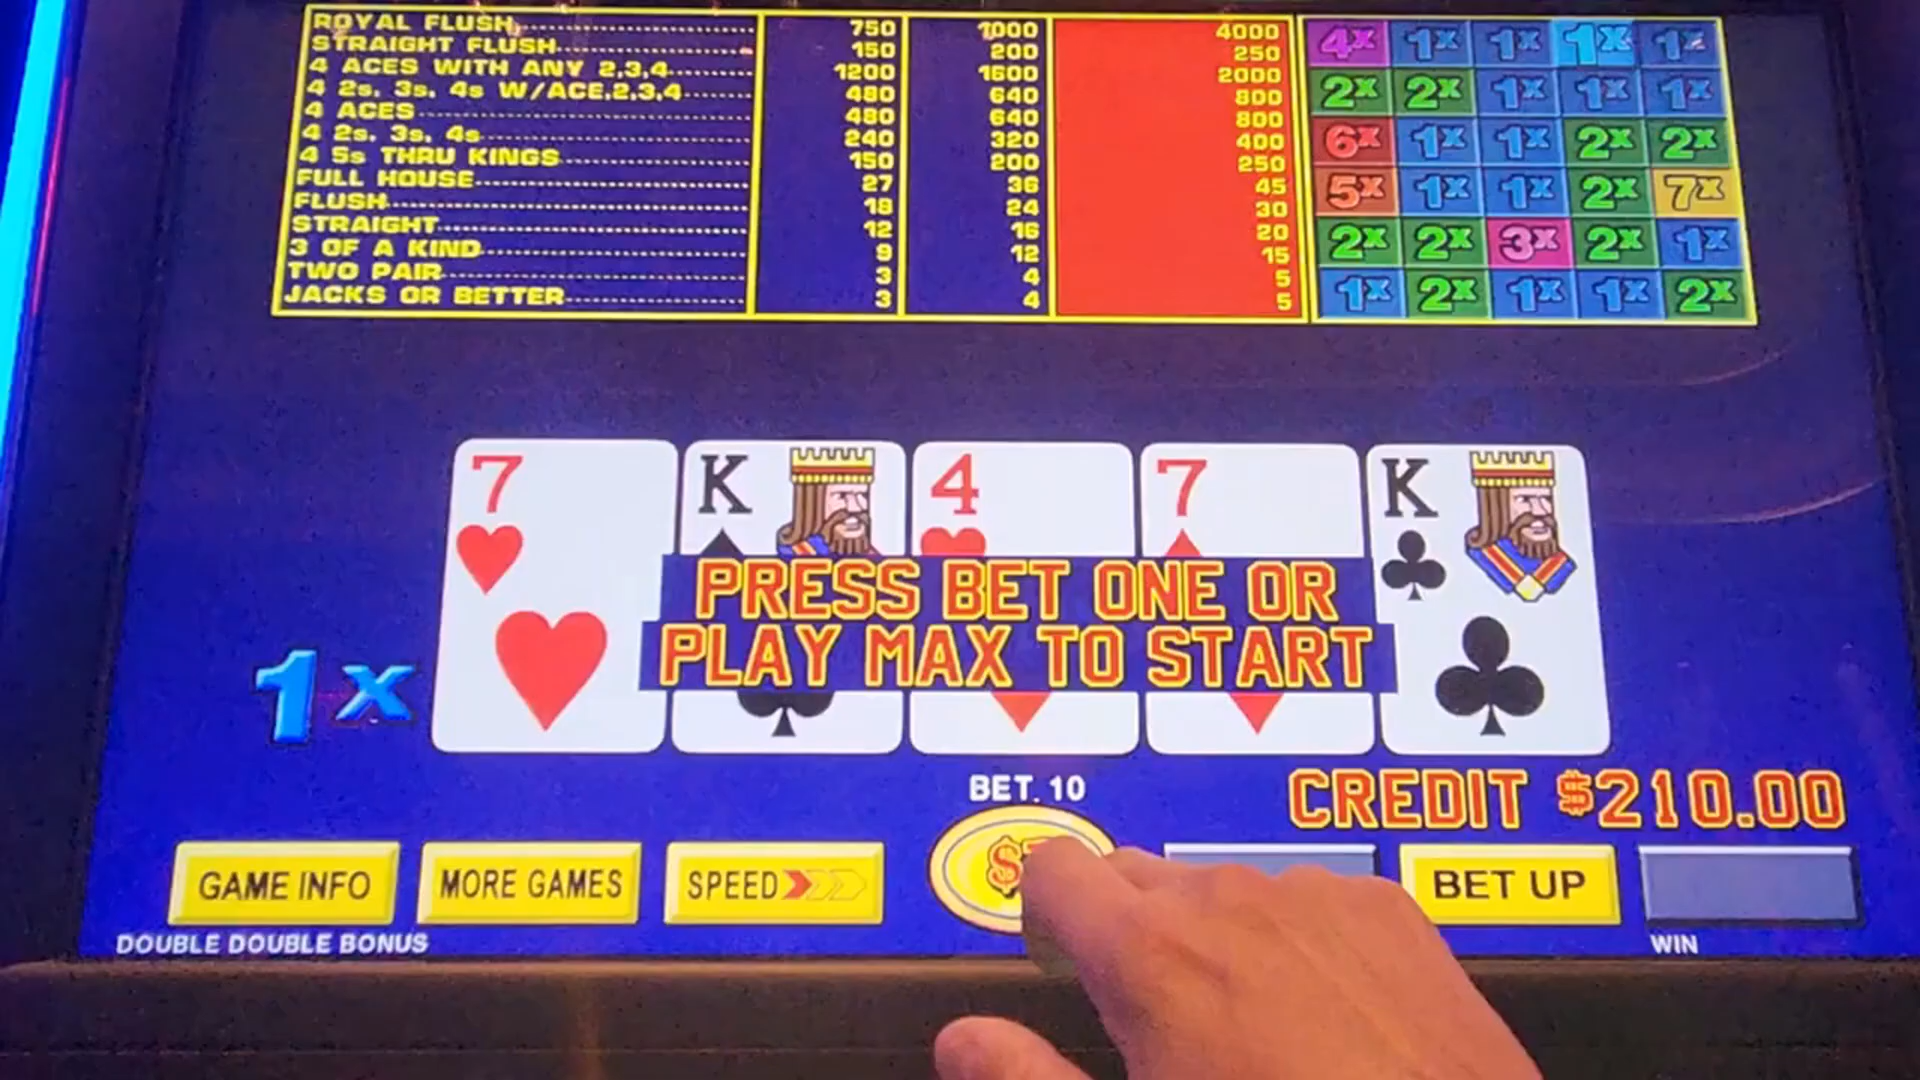 ROYAL FLUSH 750 1000 4000
STRAIGHT FLUSH 150 200 250
4 ACES WITH ANY 2,3,4 1200 1600 2000
4 2s, 3s, 4s W/ACE,2,3,4 480 640 800
4 ACES 480 640 800
4 2s, 3s, 4s 240 320 400
4 5s THRU KINGS 150 200 250
FULL HOUSE 27 36 45
FLUSH 18 24 30
STRAIGHT 12 16 20
3 OF A KIND 9 12 15
TWO PAIR 3 4 5
JACKS OR BETTER 3 4 5
4x 1x 1x 1x 1x
2x 2x 1x 1x 1x
6x 1x 1x 2x 2x
5x 1x 1x 2x 7x
2x 2x 3x 2x 1x
1x 2x 1x 1x 2x
7 K 4 7 K
PRESS BET ONE OR
PLAY MAX TO START
1x
BET 10
CREDIT $210.00
GAME INFO
MORE GAMES
SPEED
$
BET UP
DOUBLE DOUBLE BONUS
WIN